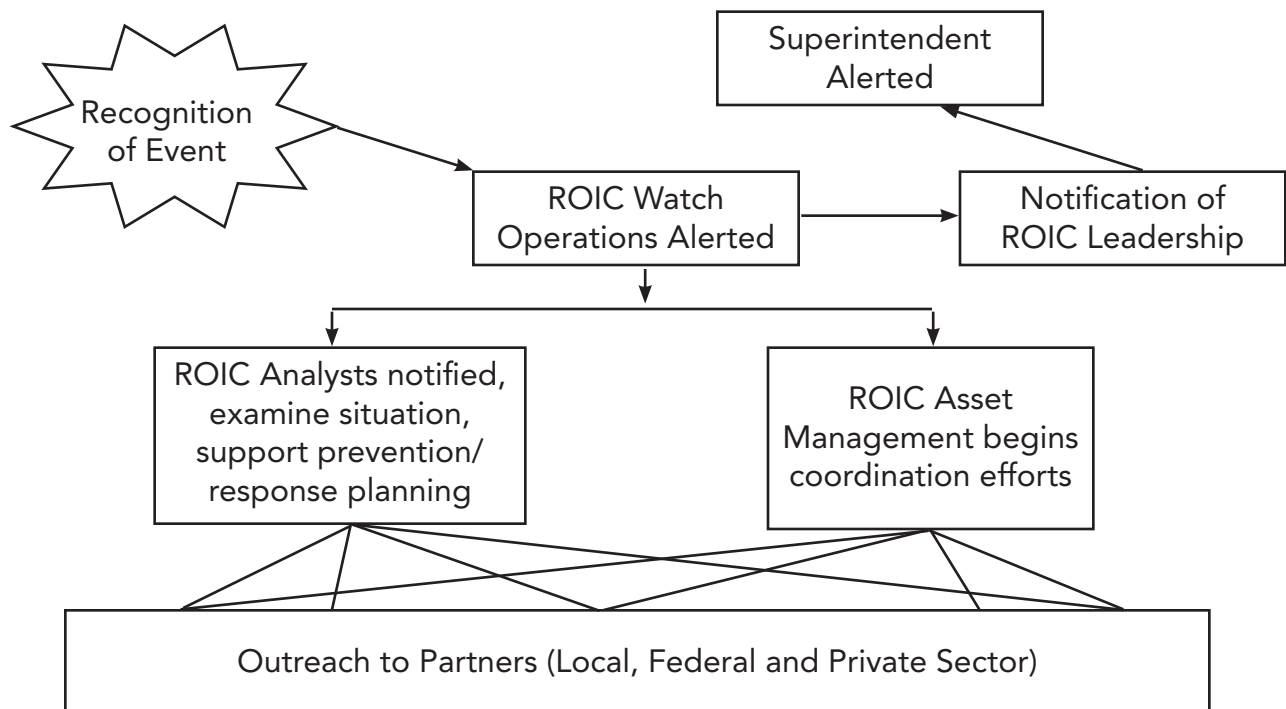 Recognition
of Event
Superintendent
Alerted
ROIC Watch
Operations Alerted
Notification of
ROIC Leadership
ROIC Analysts notified,
examine situation,
support prevention/
response planning
ROIC Asset
Management begins
coordination efforts
Outreach to Partners (Local, Federal and Private Sector)